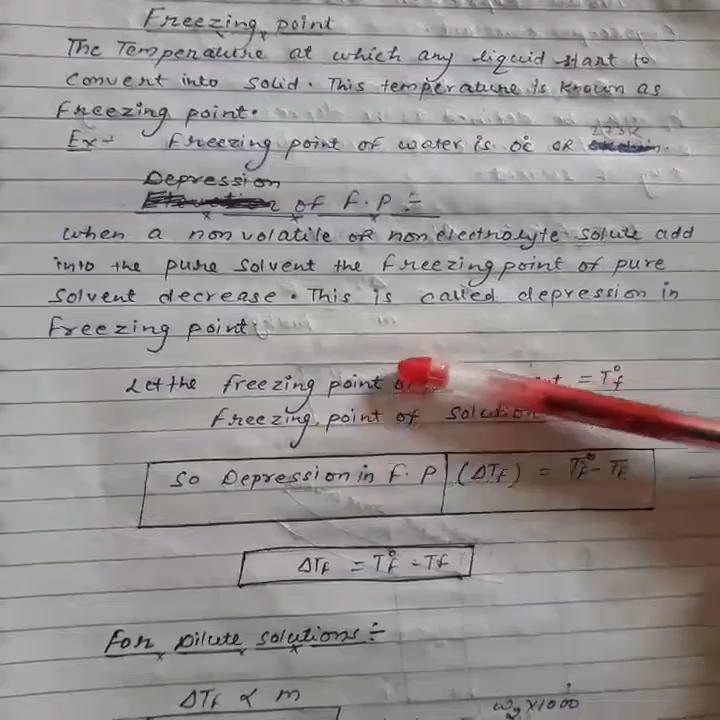 Freezing point
The Temperature at which any liquid start to
convert into solid. This temperature is known as
freezing point.
Ex- Freezing point of water is 0°c OR 273K
Depression
of F.P ÷
When a non volatile OR non electrolyte solute add
into the pure solvent the freezing point of pure
solvent decrease. This is called depression in
freezing point.
Let the freezing point = T°f
Freezing point of solution
So Depression in F.P (ΔTf) = T°f - Tf
ΔTf = T°f - Tf
For Dilute solutions ÷
ΔTf ∝ m
×1000